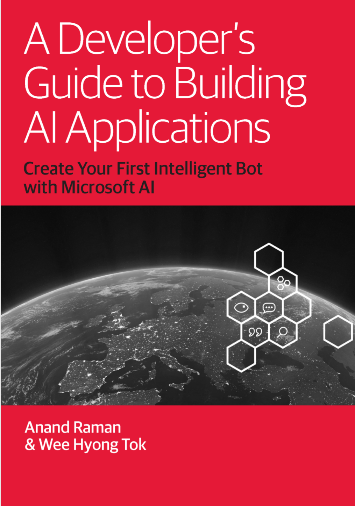 A Developer's
Guide to Building
AI Applications
Create Your First Intelligent Bot
with Microsoft AI
Anand Raman
& Wee Hyong Tok